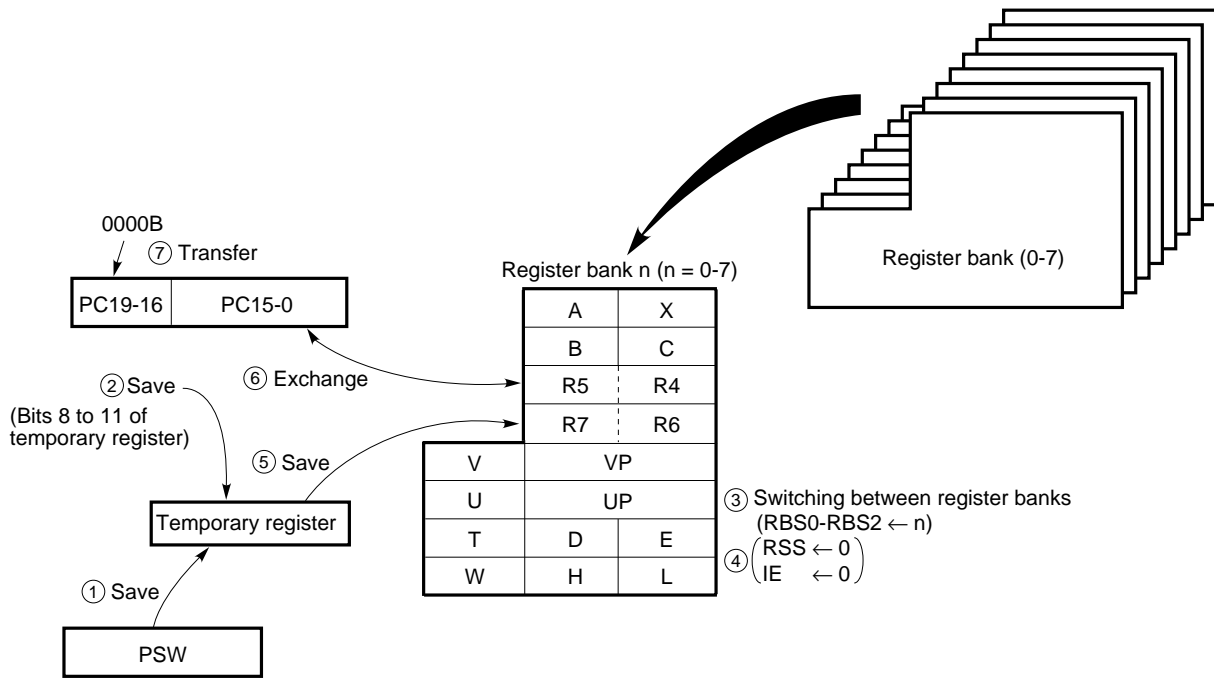 Register bank (0-7)
0000B
⑦ Transfer
PC19-16 PC15-0
Register bank n (n = 0-7)
A X
B C
R5 R4
R7 R6
V VP
U UP
T D E
W H L
⑥ Exchange
② Save
(Bits 8 to 11 of
temporary register)
⑤ Save
Temporary register
① Save
PSW
③ Switching between register banks
(RBS0-RBS2 ← n)
④ (RSS ← 0
IE ← 0)